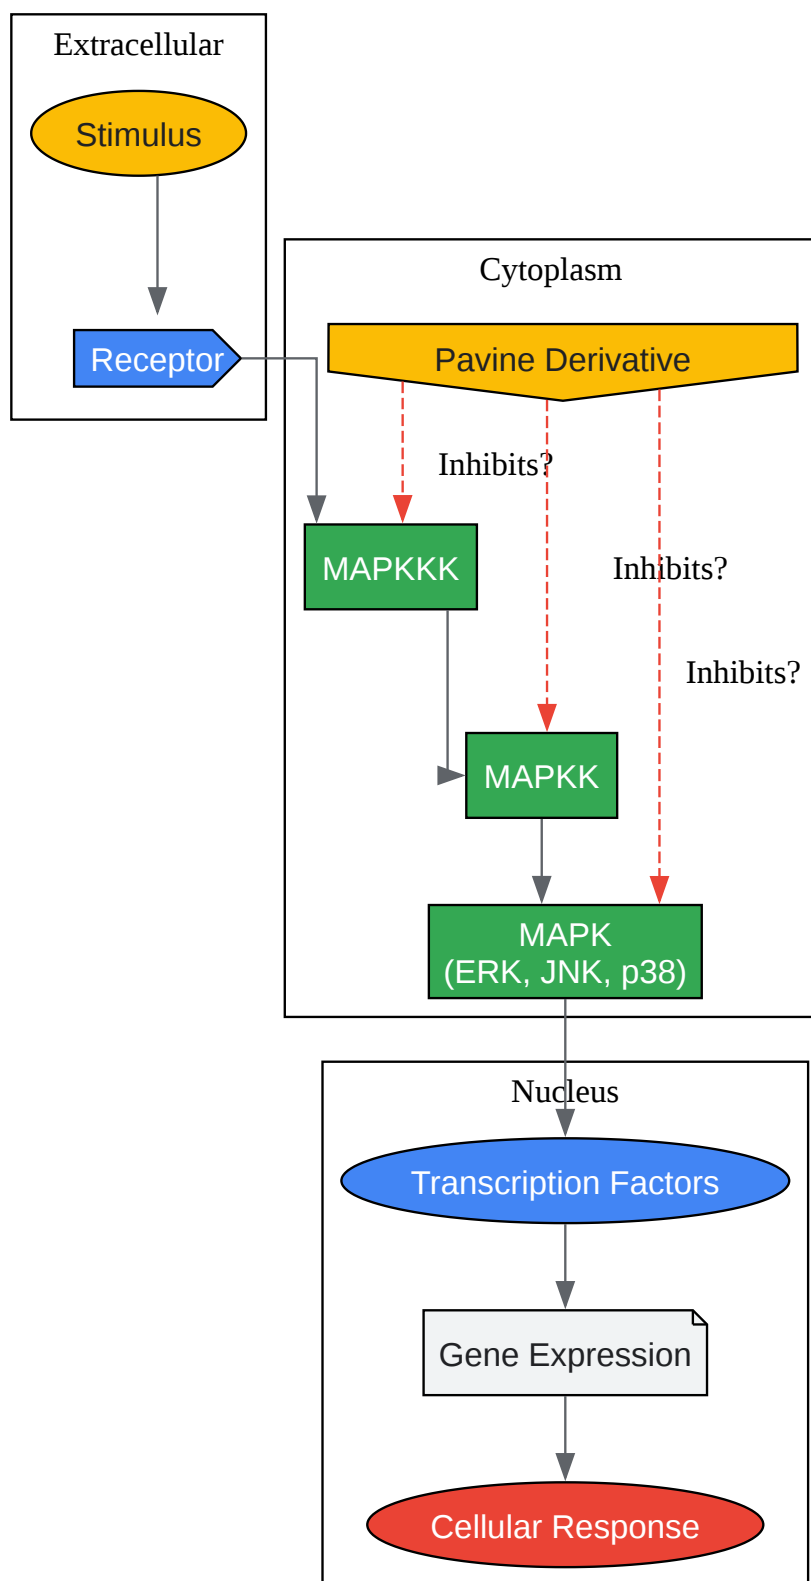 Extracellular
Stimulus
Receptor
Cytoplasm
Pavine Derivative
Inhibits?
MAPKKK
Inhibits?
Inhibits?
MAPKK
MAPK
(ERK, JNK, p38)
Nucleus
Transcription Factors
Gene Expression
Cellular Response